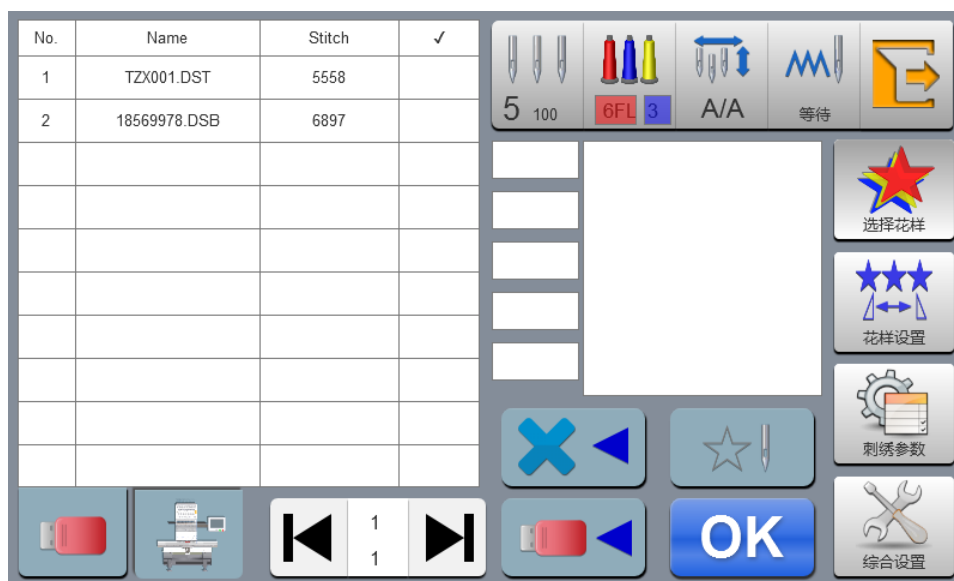 No. Name Stitch ✓
1 TZX001.DST 5558
2 18569978.DSB 6897
5 100
6FL 3
A/A
等待
选择花样
花样设置
刺绣参数
综合设置
1
1
OK